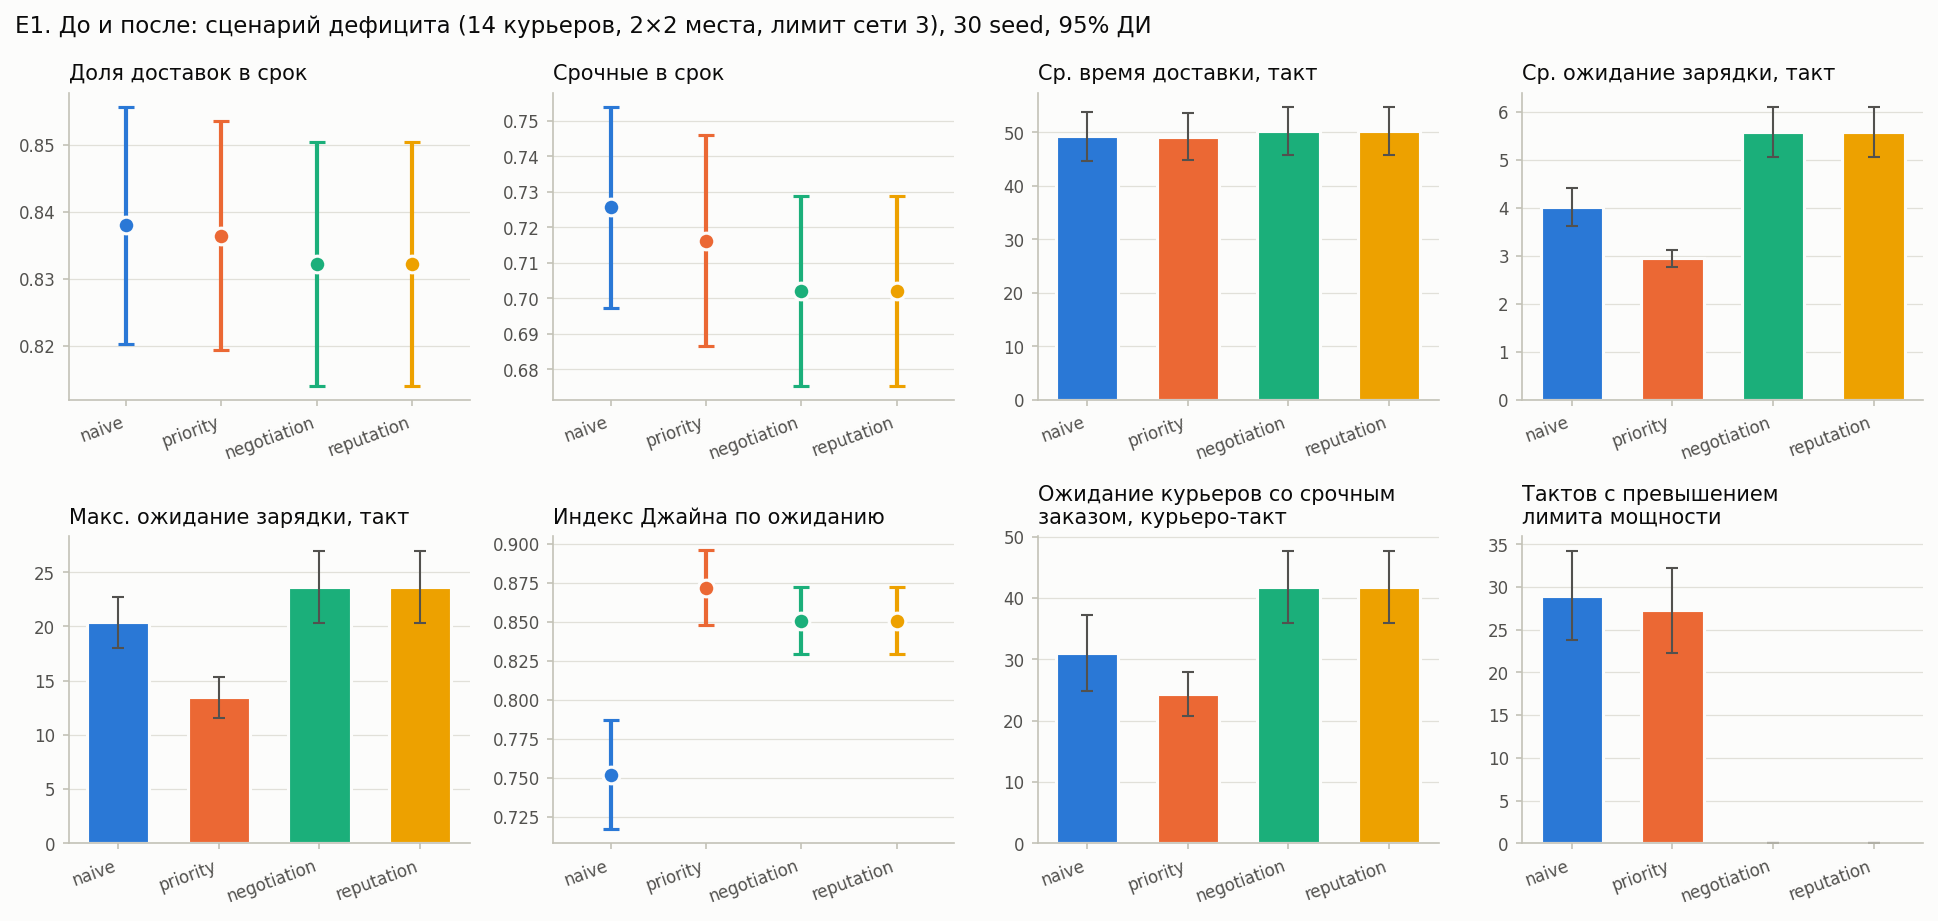 E1. До и после: сценарий дефицита (14 курьеров, 2×2 места, лимит сети 3), 30 seed, 95% ДИ
Доля доставок в срок
0.85
0.84
0.83
0.82
naive
priority
negotiation
reputation
Срочные в срок
0.75
0.74
0.73
0.72
0.71
0.70
0.69
0.68
naive
priority
negotiation
reputation
Ср. время доставки, такт
50
40
30
20
10
0
naive
priority
negotiation
reputation
Ср. ожидание зарядки, такт
6
5
4
3
2
1
0
naive
priority
negotiation
reputation
Макс. ожидание зарядки, такт
25
20
15
10
5
0
naive
priority
negotiation
reputation
Индекс Джайна по ожиданию
0.900
0.875
0.850
0.825
0.800
0.775
0.750
0.725
naive
priority
negotiation
reputation
Ожидание курьеров со срочным
заказом, курьеро-такт
50
40
30
20
10
0
naive
priority
negotiation
reputation
Тактов с превышением
лимита мощности
35
30
25
20
15
10
5
0
naive
priority
negotiation
reputation